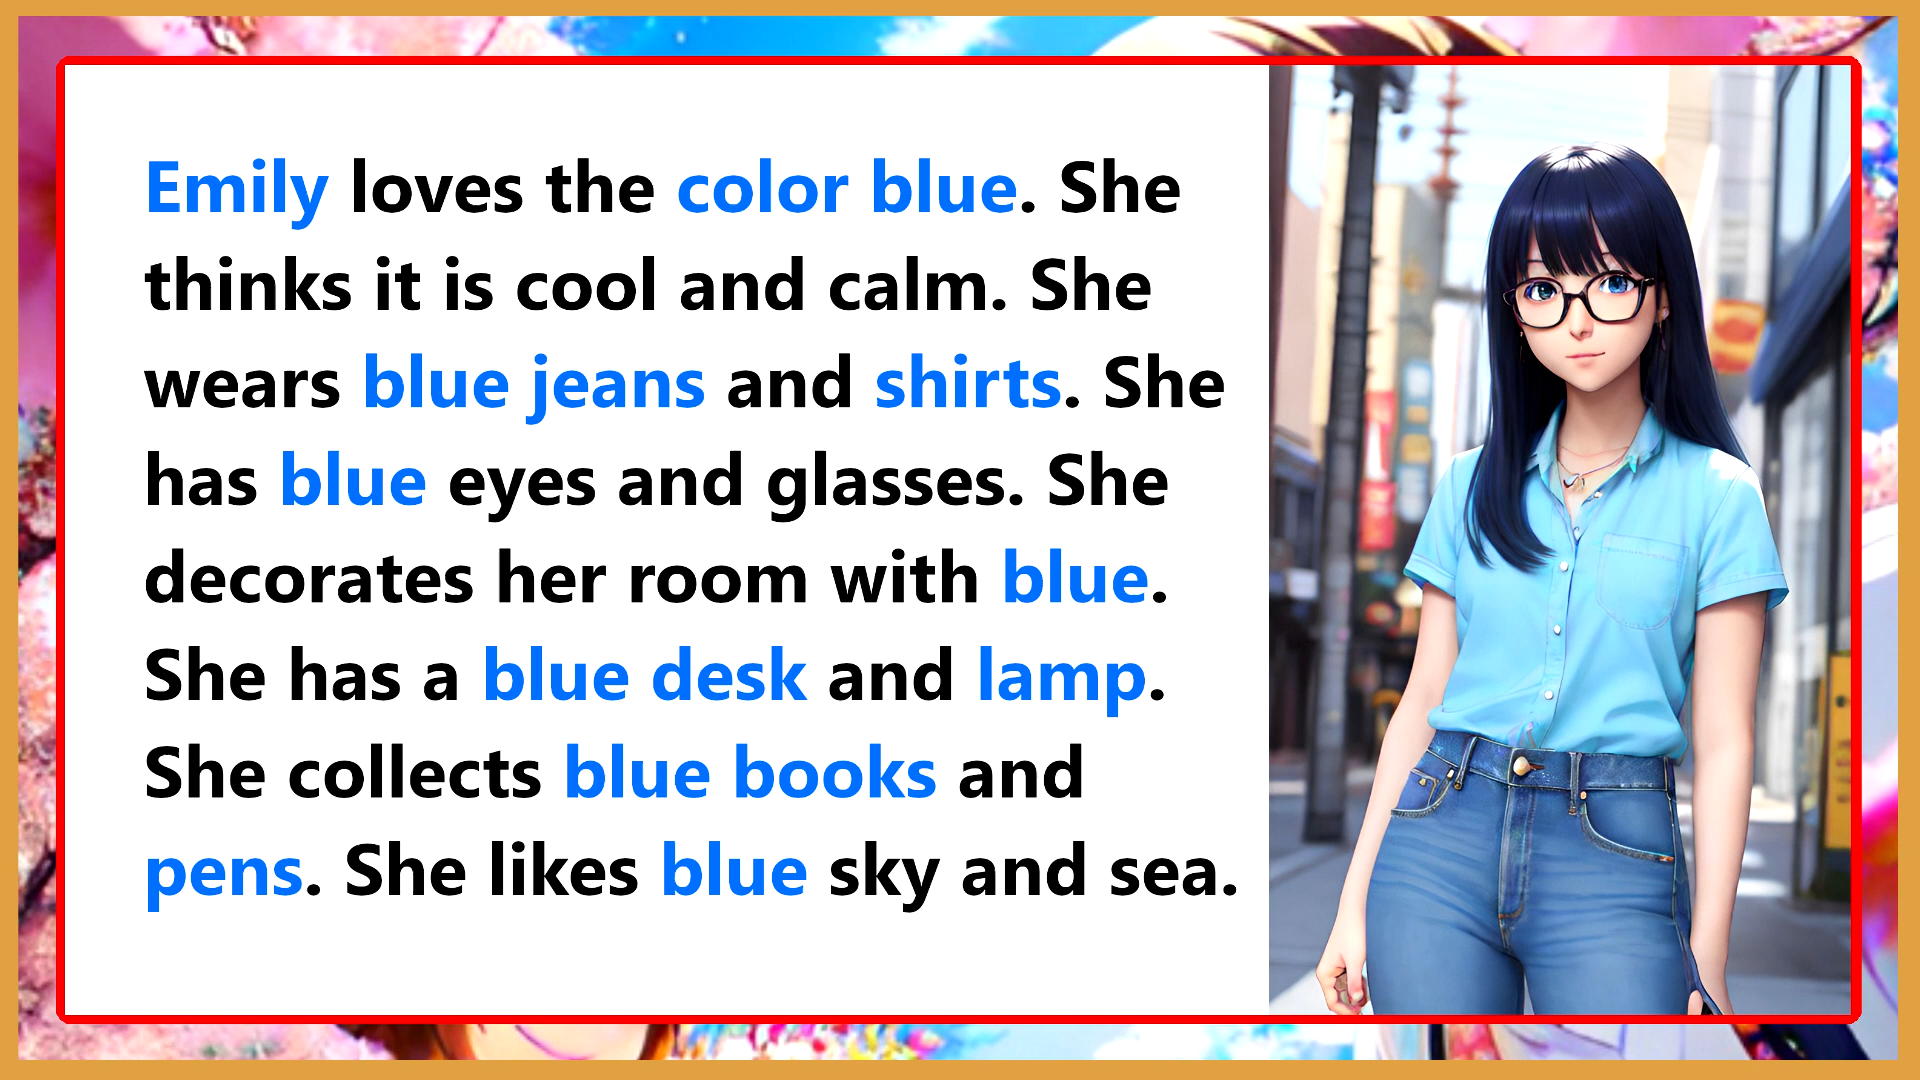 Emily loves the color blue. She
thinks it is cool and calm. She
wears blue jeans and shirts. She
has blue eyes and glasses. She
decorates her room with blue.
She has a blue desk and lamp.
She collects blue books and
pens. She likes blue sky and sea.